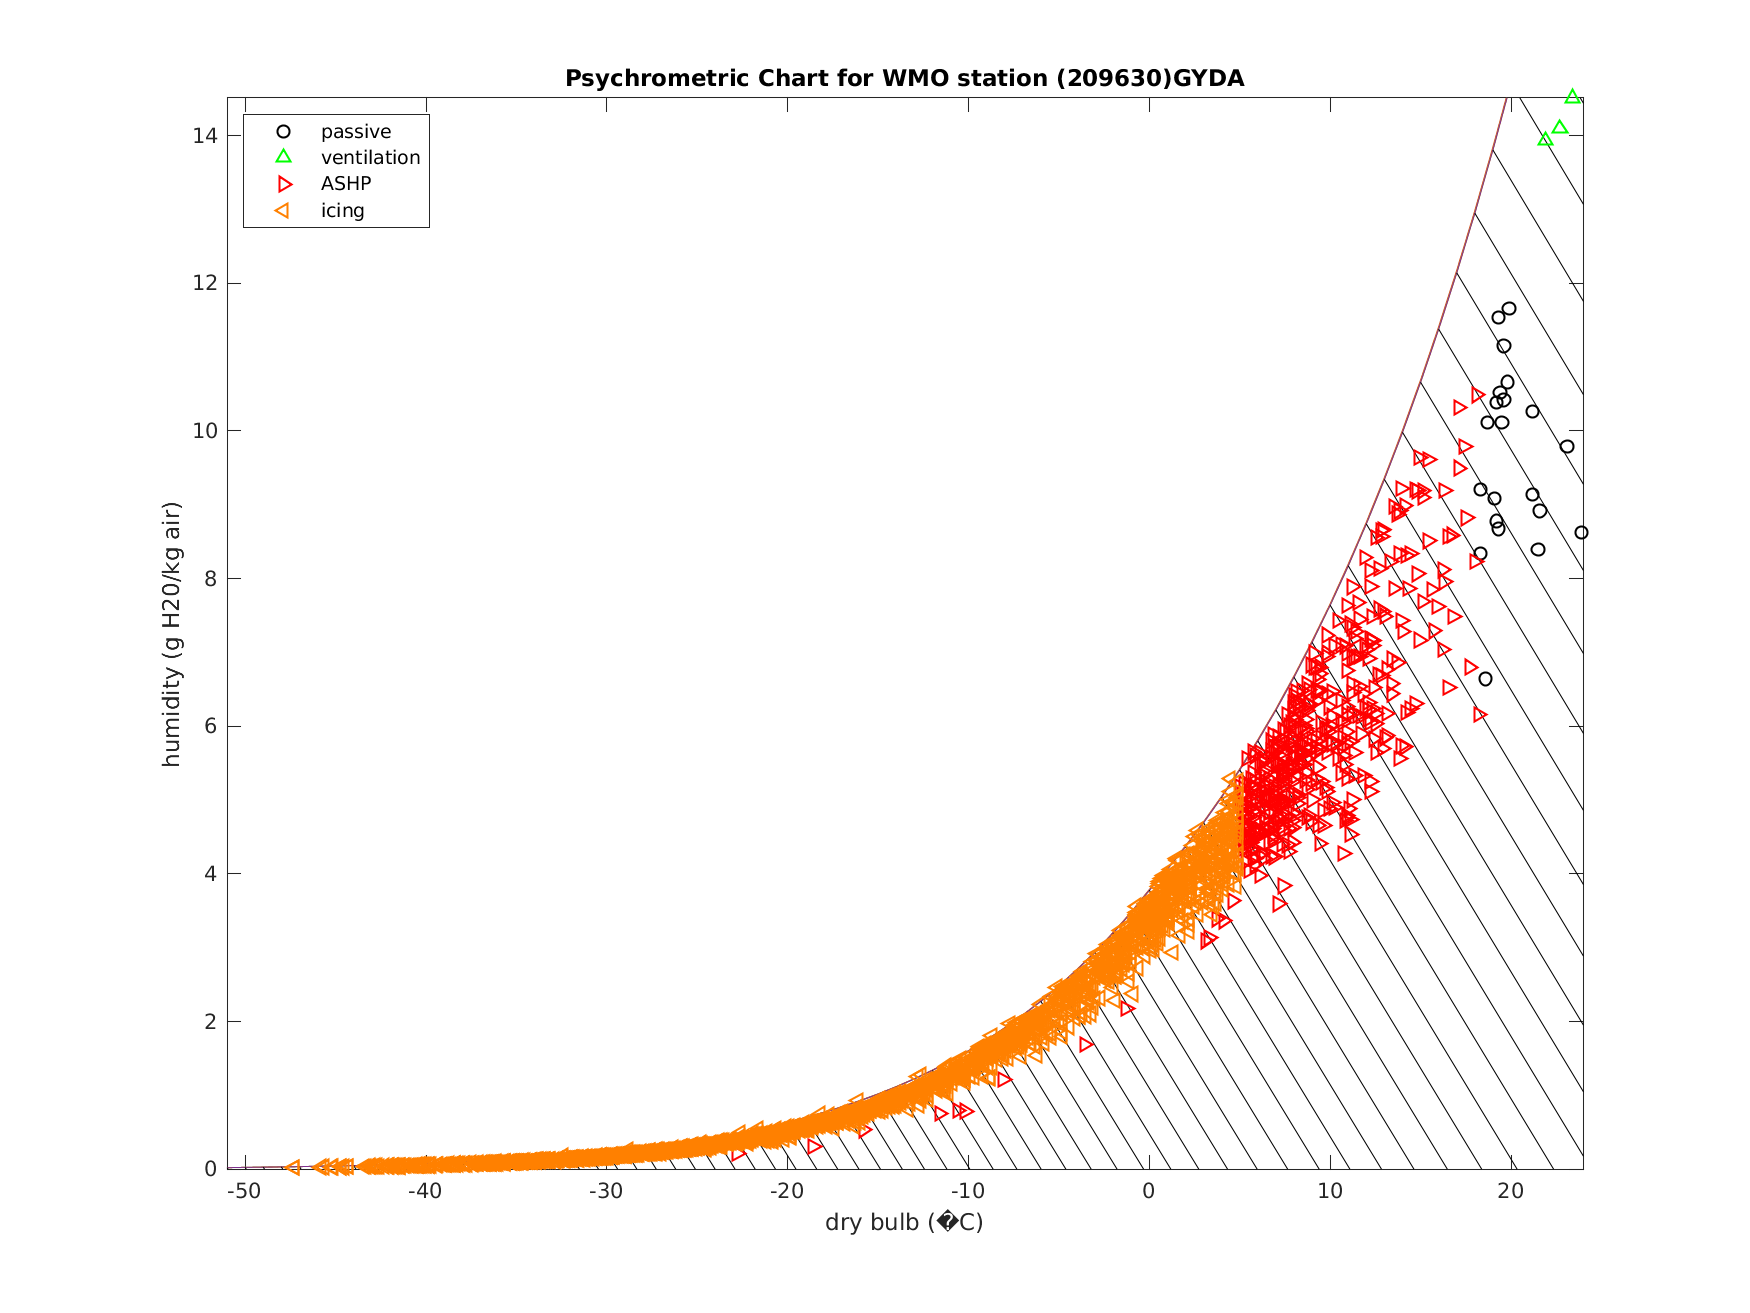 Psychrometric Chart for WMO station (209630)GYDA
passive
ventilation
ASHP
icing
humidity (g H20/kg air)
14
12
10
8
6
4
2
0
-50 -40 -30 -20 -10 0 10 20
dry bulb (�C)